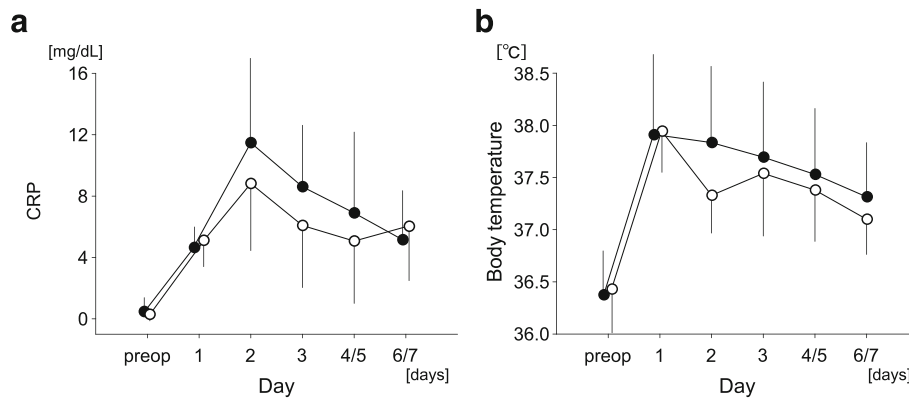 a
[mg/dL]
16
12
8
4
0
CRP
preop 1 2 3 4/5 6/7
[days]
Day
b
[℃]
38.5
38.0
37.5
37.0
36.5
36.0
Body temperature
preop 1 2 3 4/5 6/7
[days]
Day